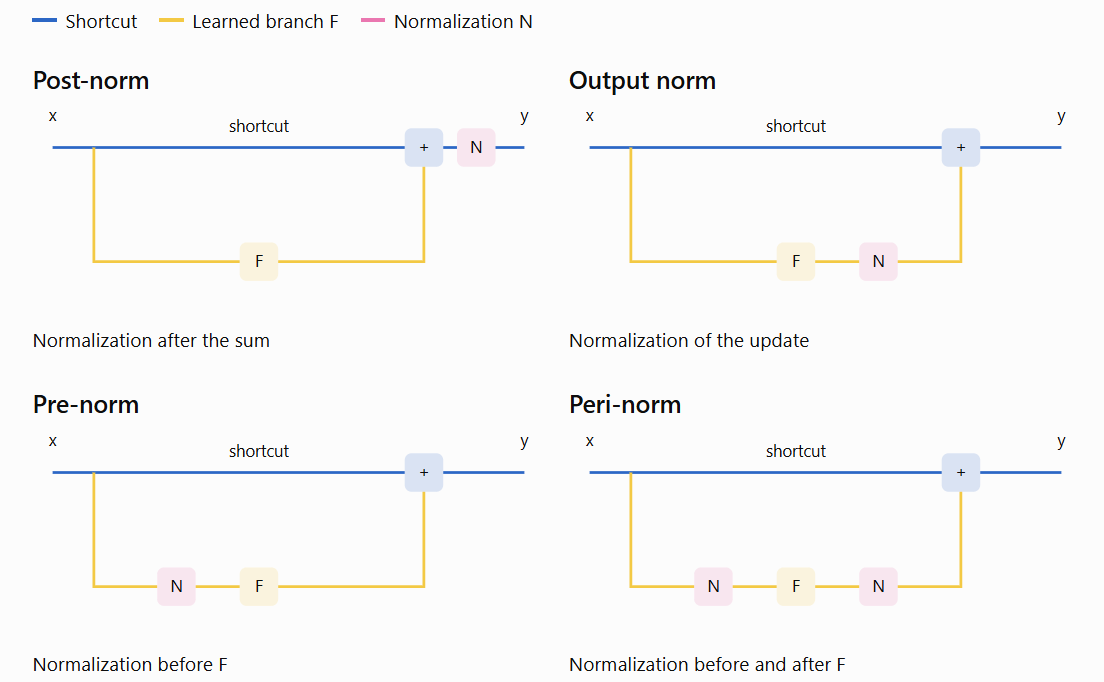 Shortcut Learned branch F Normalization N
Post-norm
x
shortcut
y
+
N
F
Normalization after the sum
Output norm
x
shortcut
y
+
F
N
Normalization of the update
Pre-norm
x
shortcut
y
+
N
F
Normalization before F
Peri-norm
x
shortcut
y
+
N
F
N
Normalization before and after F